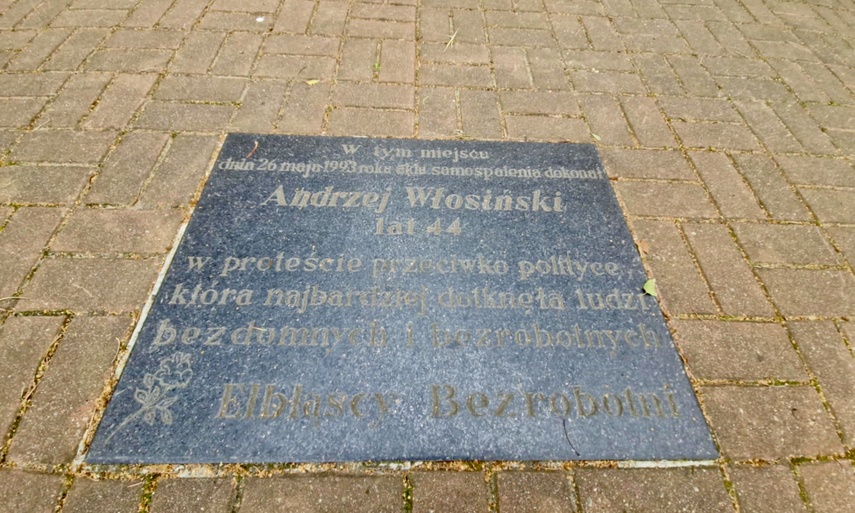 W tym miejscu
dnia 26 maja 1993 roku aktu samospalenia dokonał
Andrzej Włosiński
lat 44
w proteście przeciwko polityce,
która najbardziej dotknęła ludzi
bezdomnych i bezrobotnych
Elbląscy Bezrobotni